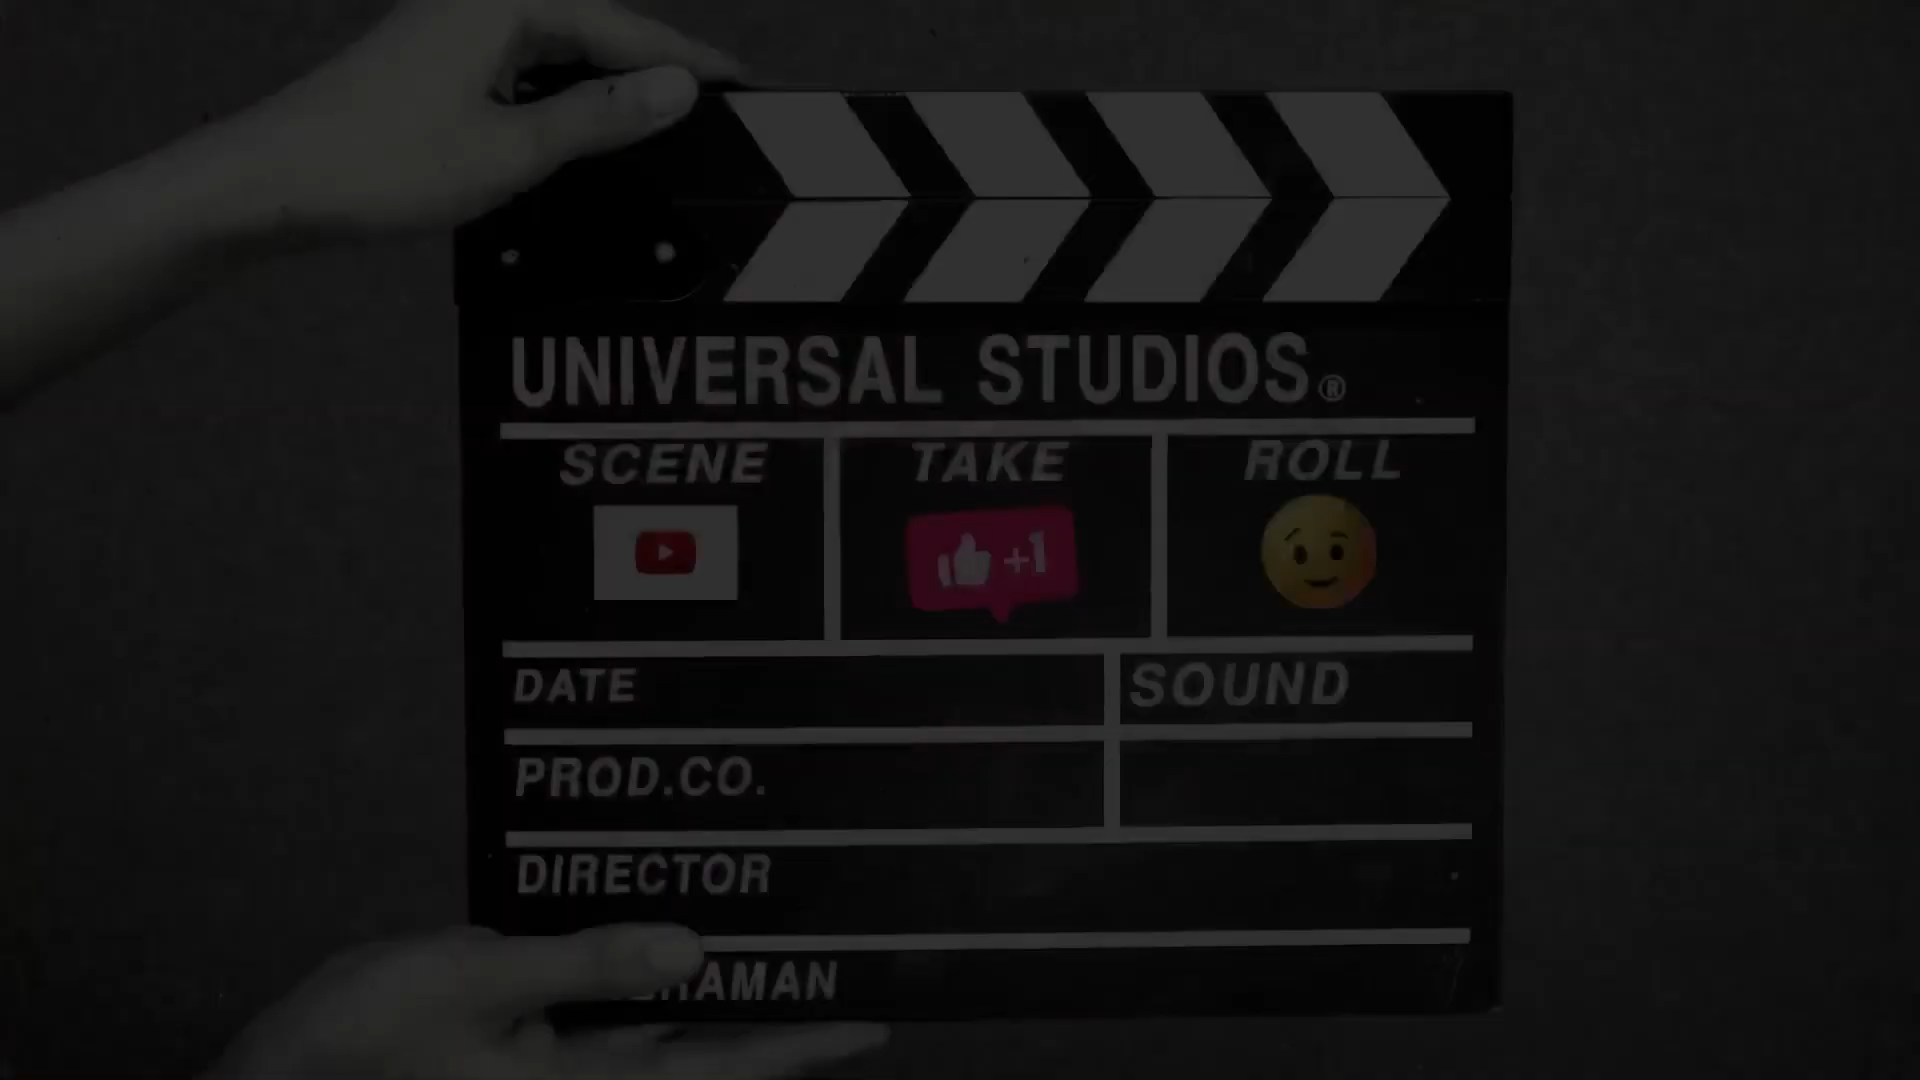 UNIVERSAL STUDIOS®
SCENE TAKE ROLL
+1
DATE SOUND
PROD.CO.
DIRECTOR